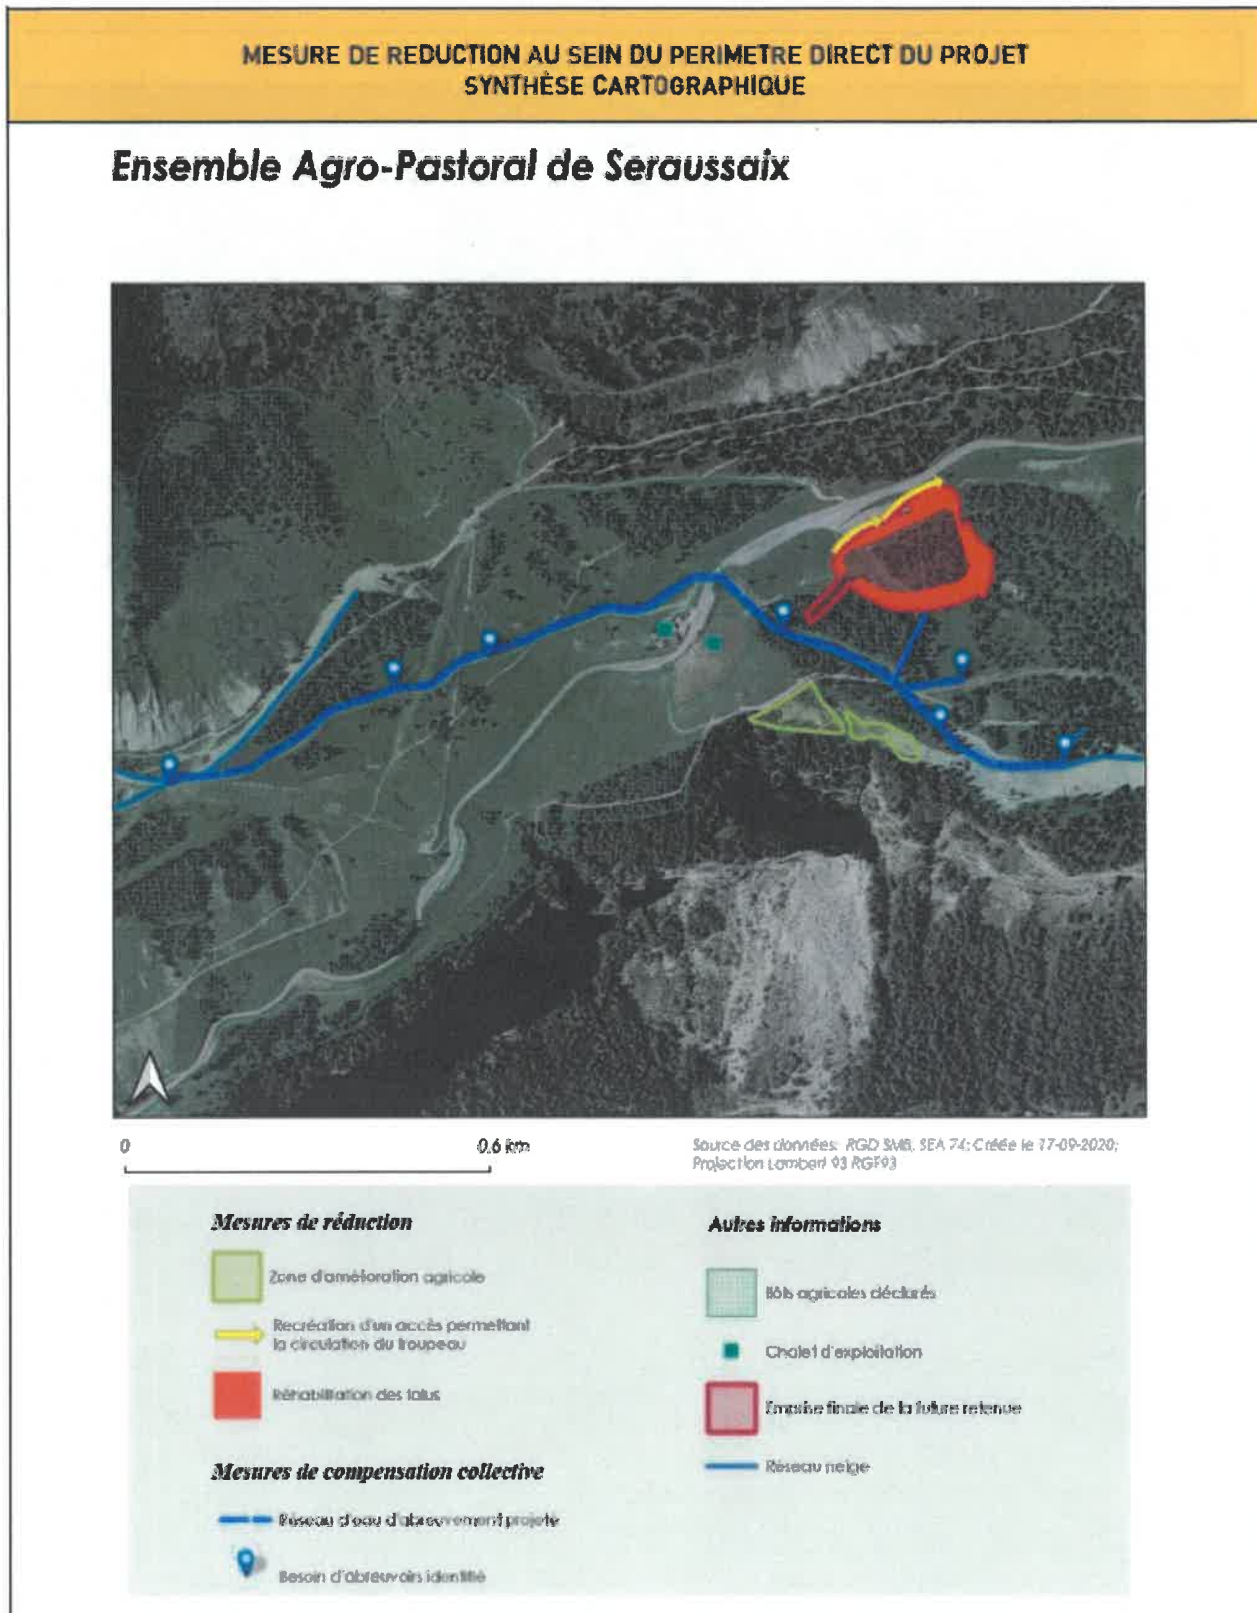 MESURE DE REDUCTION AU SEIN DU PERIMETRE DIRECT DU PROJET
SYNTHÈSE CARTOGRAPHIQUE
Ensemble Agro-Pastoral de Seraussaix
0 0.6 km
Source des données: RGD SMB, SEA 74; Créée le 17-09-2020;
Projection Lambert 93 RGF93
Mesures de réduction
Zone d'amélioration agricole
Recréation d'un accès permettant
la circulation du troupeau
Réhabilitation des talus
Mesures de compensation collective
Réseau d'eau d'abreuvement projeté
Besoin d'abreuvoirs identifié
Autres informations
Ilôts agricoles déclarés
Chalet d'exploitation
Emprise finale de la future retenue
Réseau neige